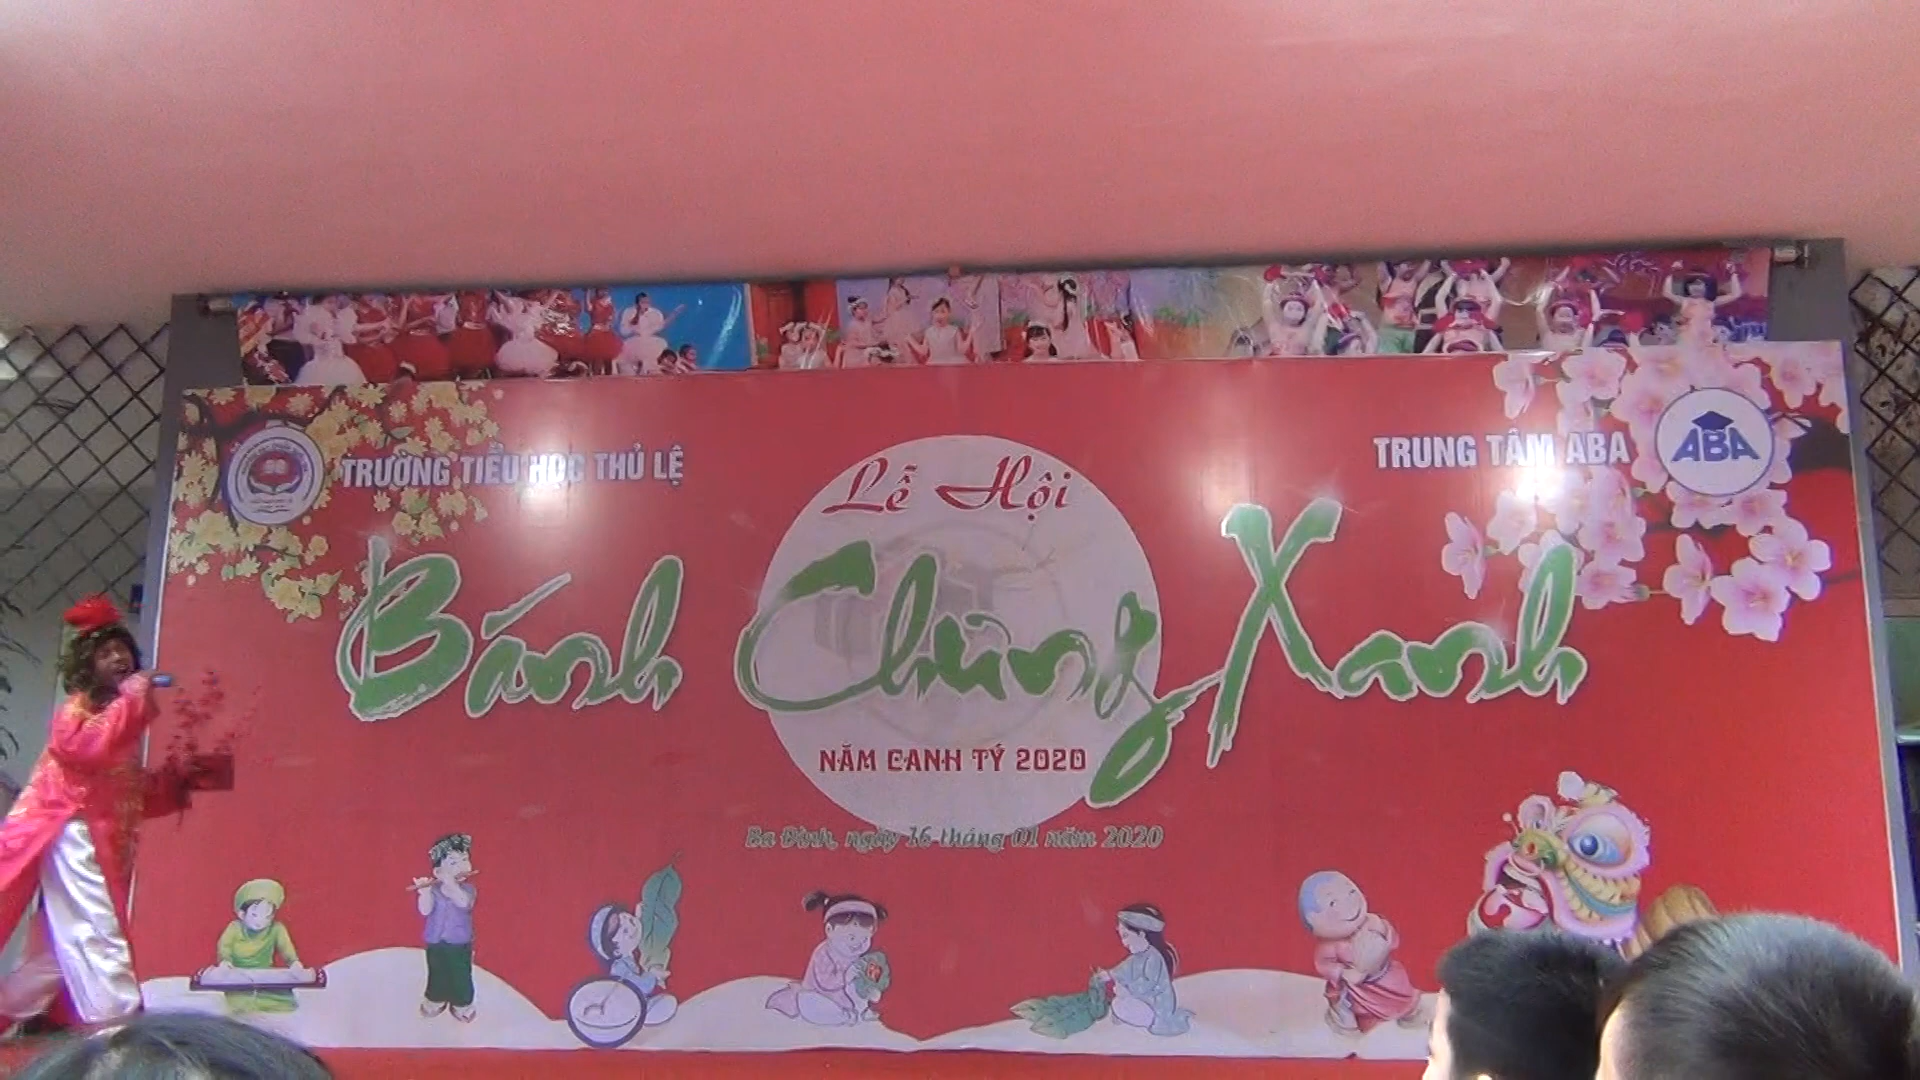 TRƯỜNG TIỂU HỌC THỦ LỆ
TRUNG TÂM ABA
ABA
Lễ Hội
Bánh Chưng Xanh
NĂM CANH TÝ 2020
Ba Đình, ngày 16 tháng 01 năm 2020